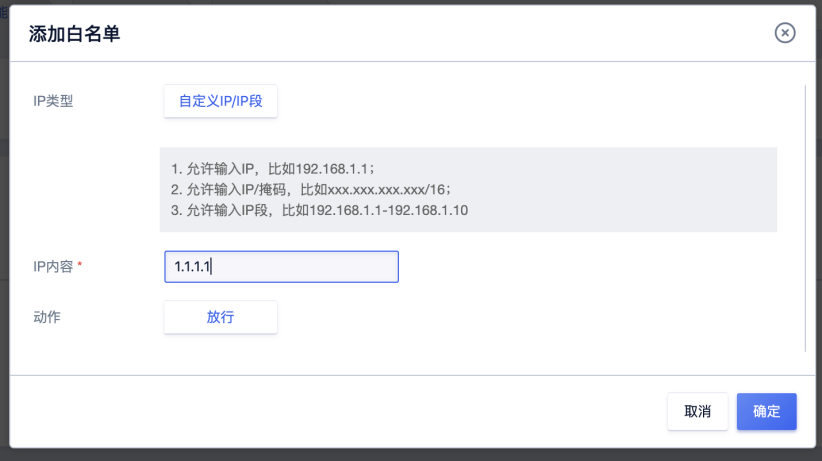 添加白名单
IP类型
自定义IP/IP段
1. 允许输入IP，比如192.168.1.1；
2. 允许输入IP/掩码，比如xxx.xxx.xxx.xxx/16；
3. 允许输入IP段，比如192.168.1.1-192.168.1.10
IP内容 *
1.1.1.1
动作
放行
取消
确定